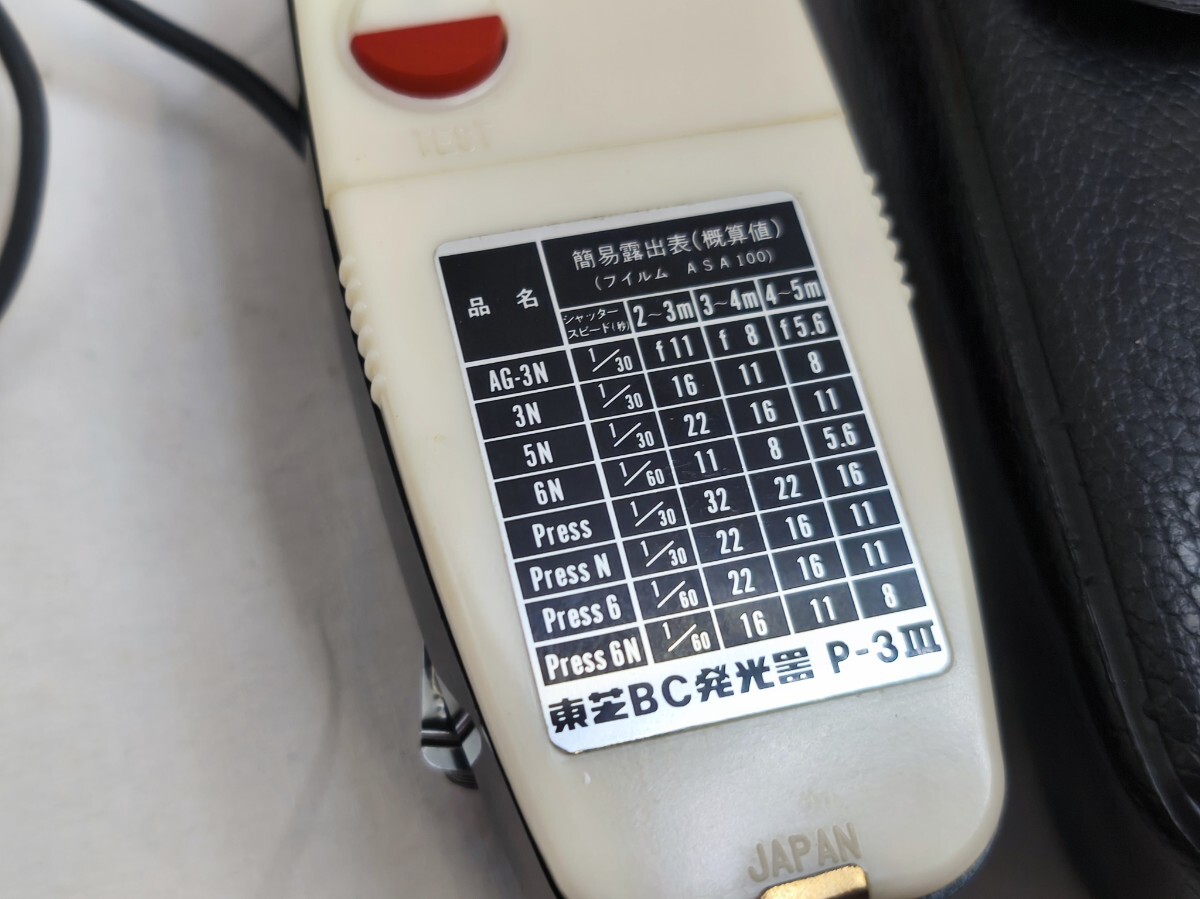 TEST
簡易露出表(概算値)
(フイルム ASA100)
品名 シャッタースピード(秒) 2~3m 3~4m 4~5m
AG-3N 1/30 f11 f 8 f5.6
3N 1/30 16 11 8
5N 1/30 22 16 11
6N 1/60 11 8 5.6
Press 1/30 32 22 16
Press N 1/30 22 16 11
Press 6 1/60 22 16 11
Press 6N 1/60 16 11 8
東芝BC発光器 P-3III
JAPAN